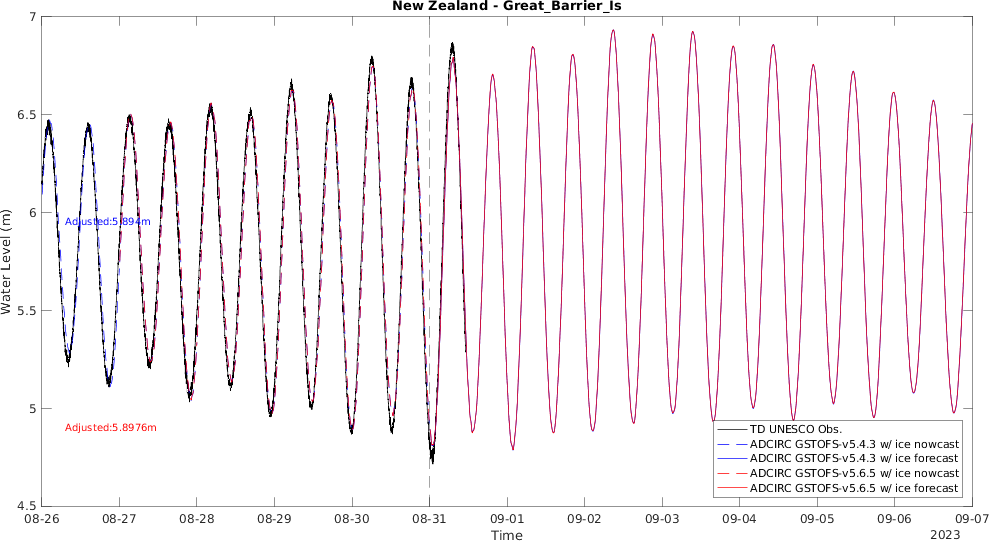 New Zealand - Great_Barrier_Is
7
6.5
6
5.5
5
4.5
Water Level (m)
Adjusted:5.894m
Adjusted:5.8976m
TD UNESCO Obs.
ADCIRC GSTOFS-v5.4.3 w/ ice nowcast
ADCIRC GSTOFS-v5.4.3 w/ ice forecast
ADCIRC GSTOFS-v5.6.5 w/ ice nowcast
ADCIRC GSTOFS-v5.6.5 w/ ice forecast
08-26 08-27 08-28 08-29 08-30 08-31 09-01 09-02 09-03 09-04 09-05 09-06 09-07
Time
2023